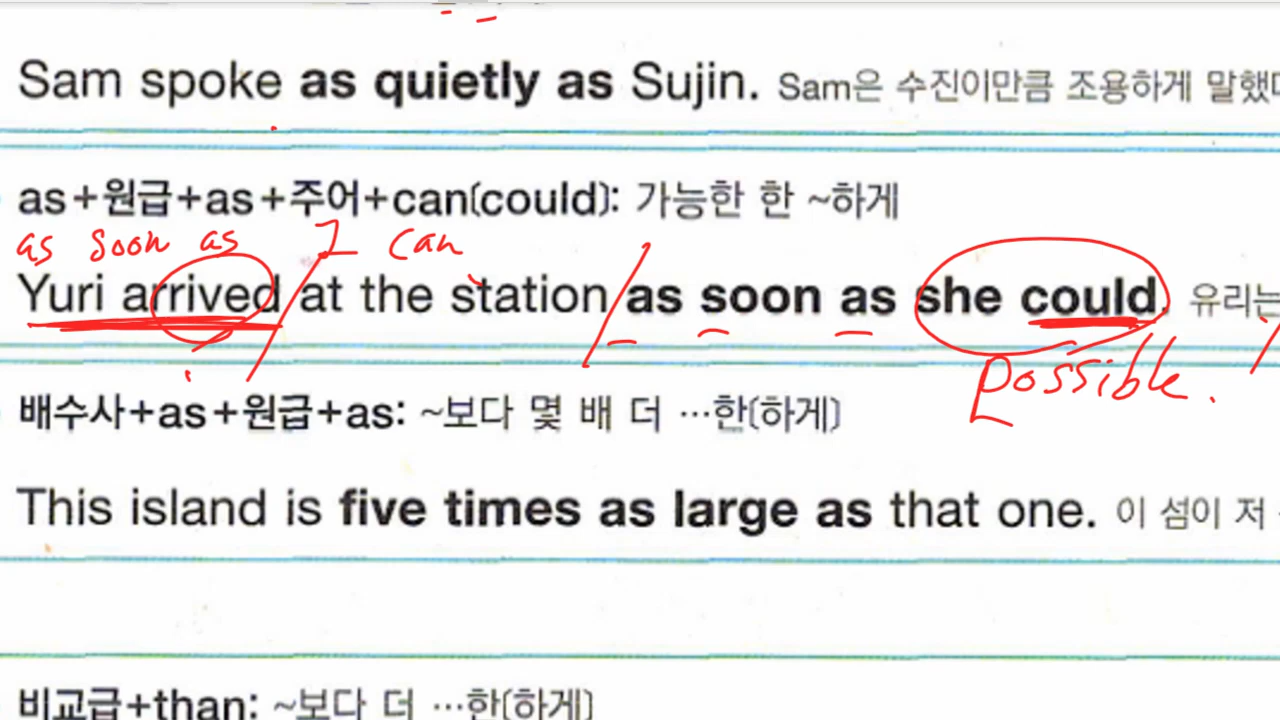 Sam spoke as quietly as Sujin. Sam은 수진이만큼 조용하게 말했
as+원급+as+주어+can(could): 가능한 한 ~하게
as soon as I can
Yuri arrived at the station as soon as she could. 유리는
possible.
배수사+as+원급+as: ~보다 몇 배 더 …한(하게)
This island is five times as large as that one. 이 섬이 저
비교급+than: ~보다 더 …한(하게)